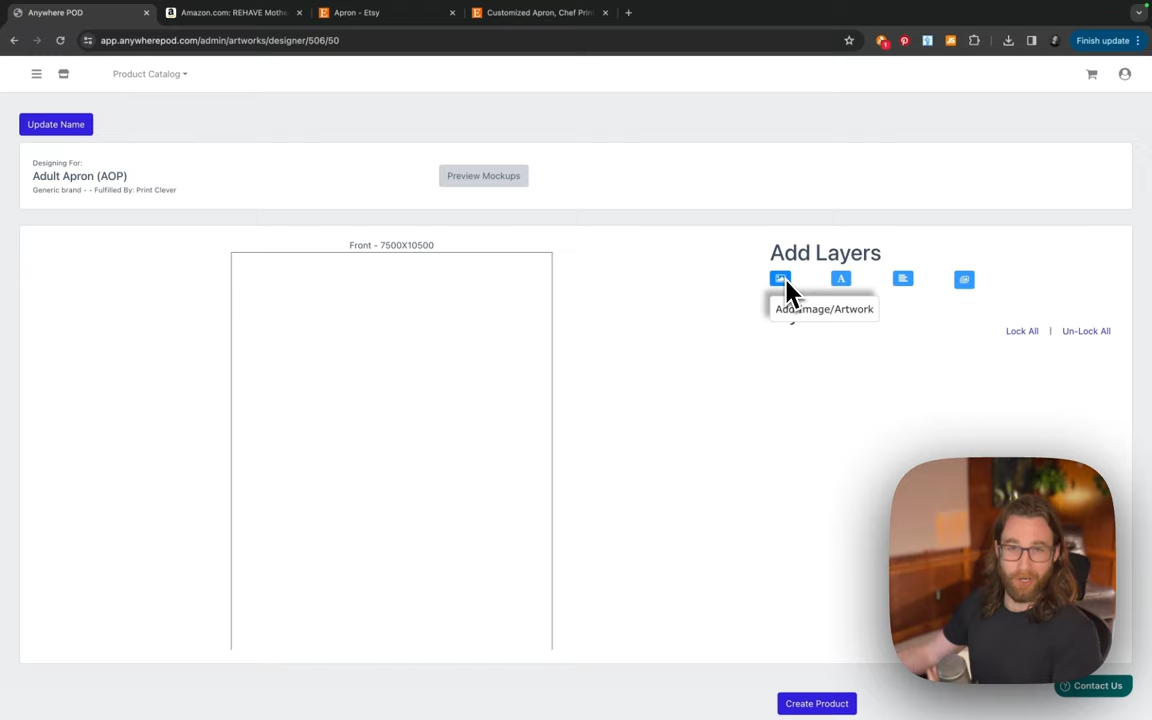 Anywhere POD
Amazon.com: REHAVE Mothe
Apron - Etsy
Customized Apron, Chef Prin
app.anywherepod.com/admin/artworks/designer/506/50
1
Finish update
Product Catalog
Update Name
Designing For:
Adult Apron (AOP)
Generic brand - - Fulfilled By: Print Clever
Preview Mockups
Front - 7500X10500
Add Layers
A
Add Image/Artwork
Lock All | Un-Lock All
Contact Us
Create Product